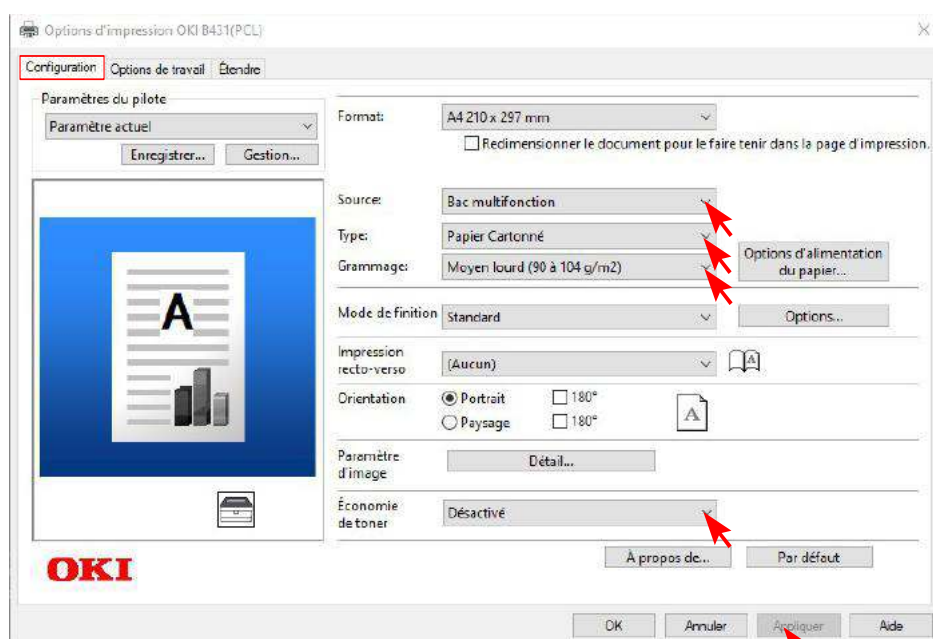 Options d'impression OKI B431(PCL)
Configuration Options de travail Étendre
Paramètres du pilote
Paramètre actuel
Enregistrer... Gestion...
Format: A4 210 x 297 mm
Redimensionner le document pour le faire tenir dans la page d'impression.
Source: Bac multifonction
Type: Papier Cartonné
Grammage: Moyen lourd (90 à 104 g/m2)
Options d'alimentation
du papier...
Mode de finition Standard Options...
Impression
recto-verso (Aucun)
A
Orientation Portrait 180°
Paysage 180°
A
Paramètre
d'image Détail...
Économie
de toner Désactivé
A
OKI
À propos de... Par défaut
OK Annuler Appliquer Aide